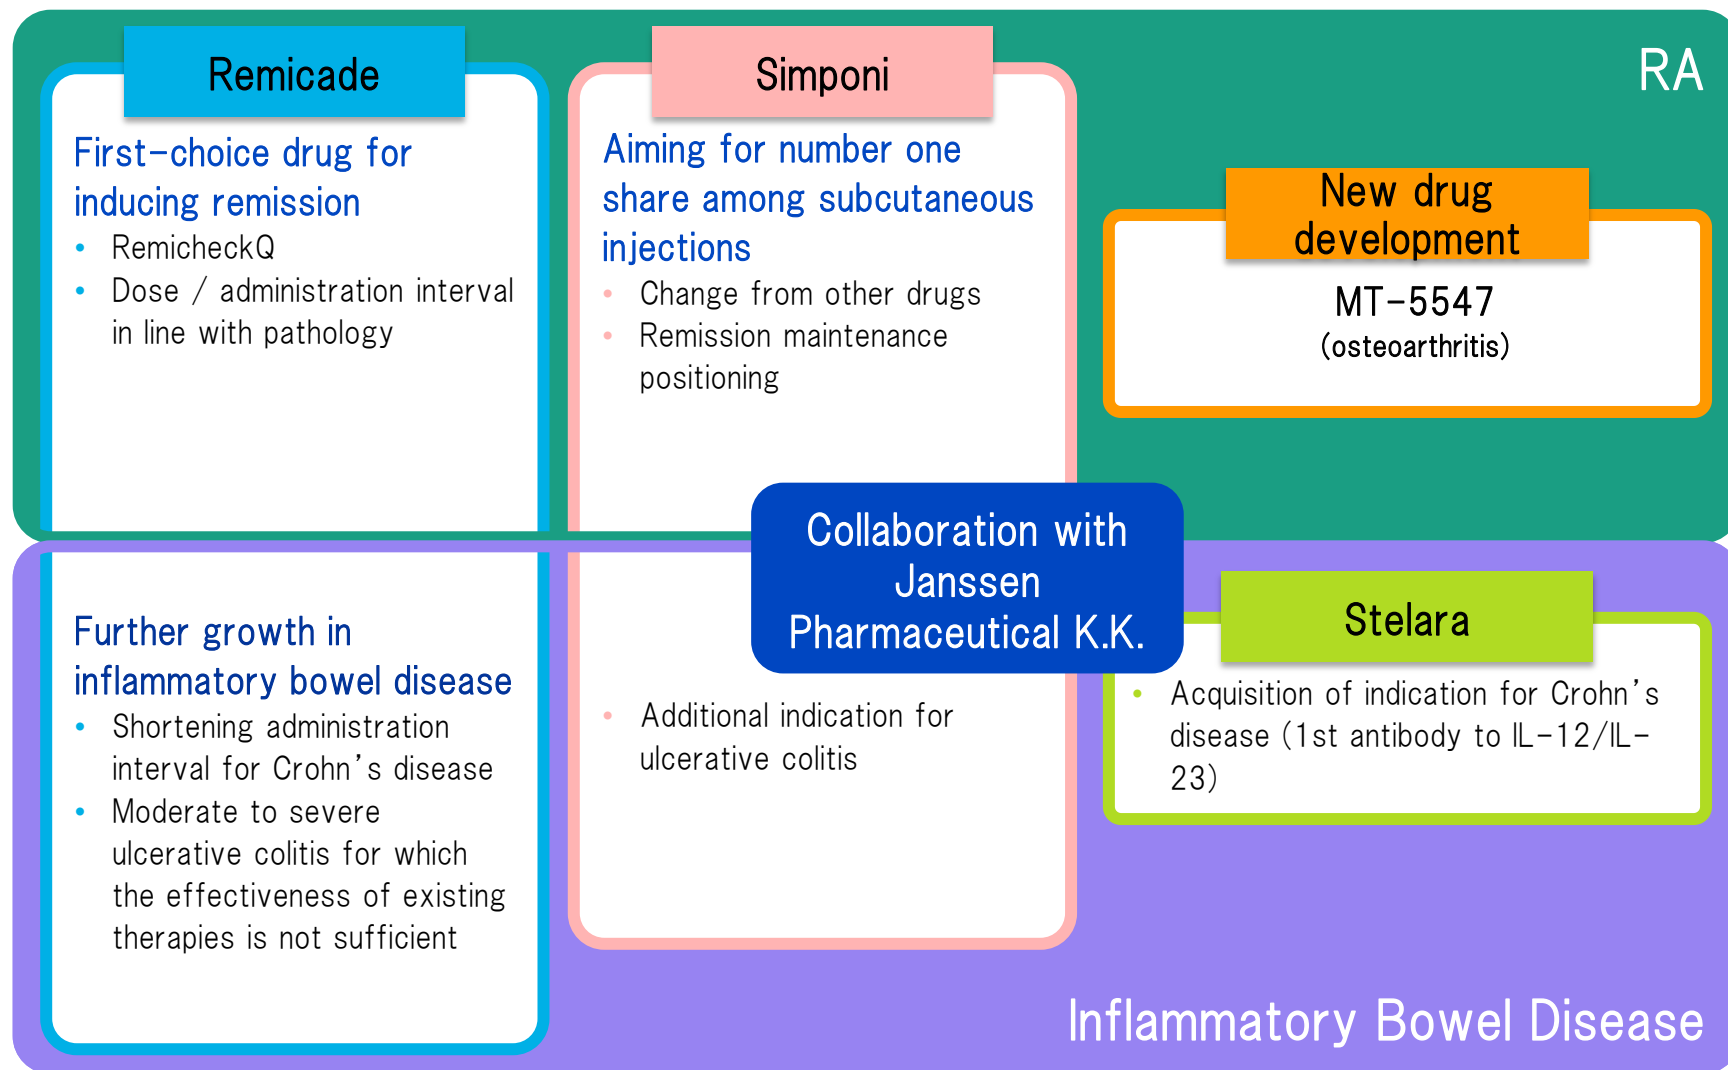 RA
Remicade
First-choice drug for
inducing remission
• RemicheckQ
• Dose / administration interval
in line with pathology
Further growth in
inflammatory bowel disease
• Shortening administration
interval for Crohn’s disease
• Moderate to severe
ulcerative colitis for which
the effectiveness of existing
therapies is not sufficient
Simponi
Aiming for number one
share among subcutaneous
injections
• Change from other drugs
• Remission maintenance
positioning
• Additional indication for
ulcerative colitis
Collaboration with
Janssen
Pharmaceutical K.K.
New drug
development
MT-5547
(osteoarthritis)
Stelara
• Acquisition of indication for Crohn’s
disease (1st antibody to IL-12/IL-
23)
Inflammatory Bowel Disease